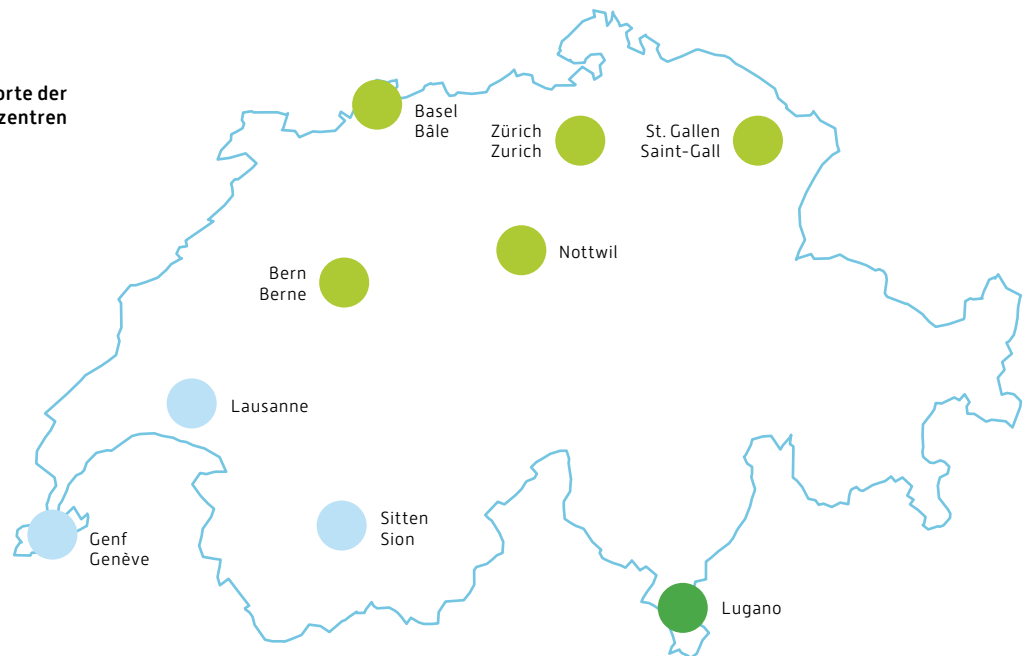 orte der
zentren
Basel
Bâle
Zürich
Zurich
St. Gallen
Saint-Gall
Nottwil
Bern
Berne
Lausanne
Sitten
Sion
Genf
Genève
Lugano